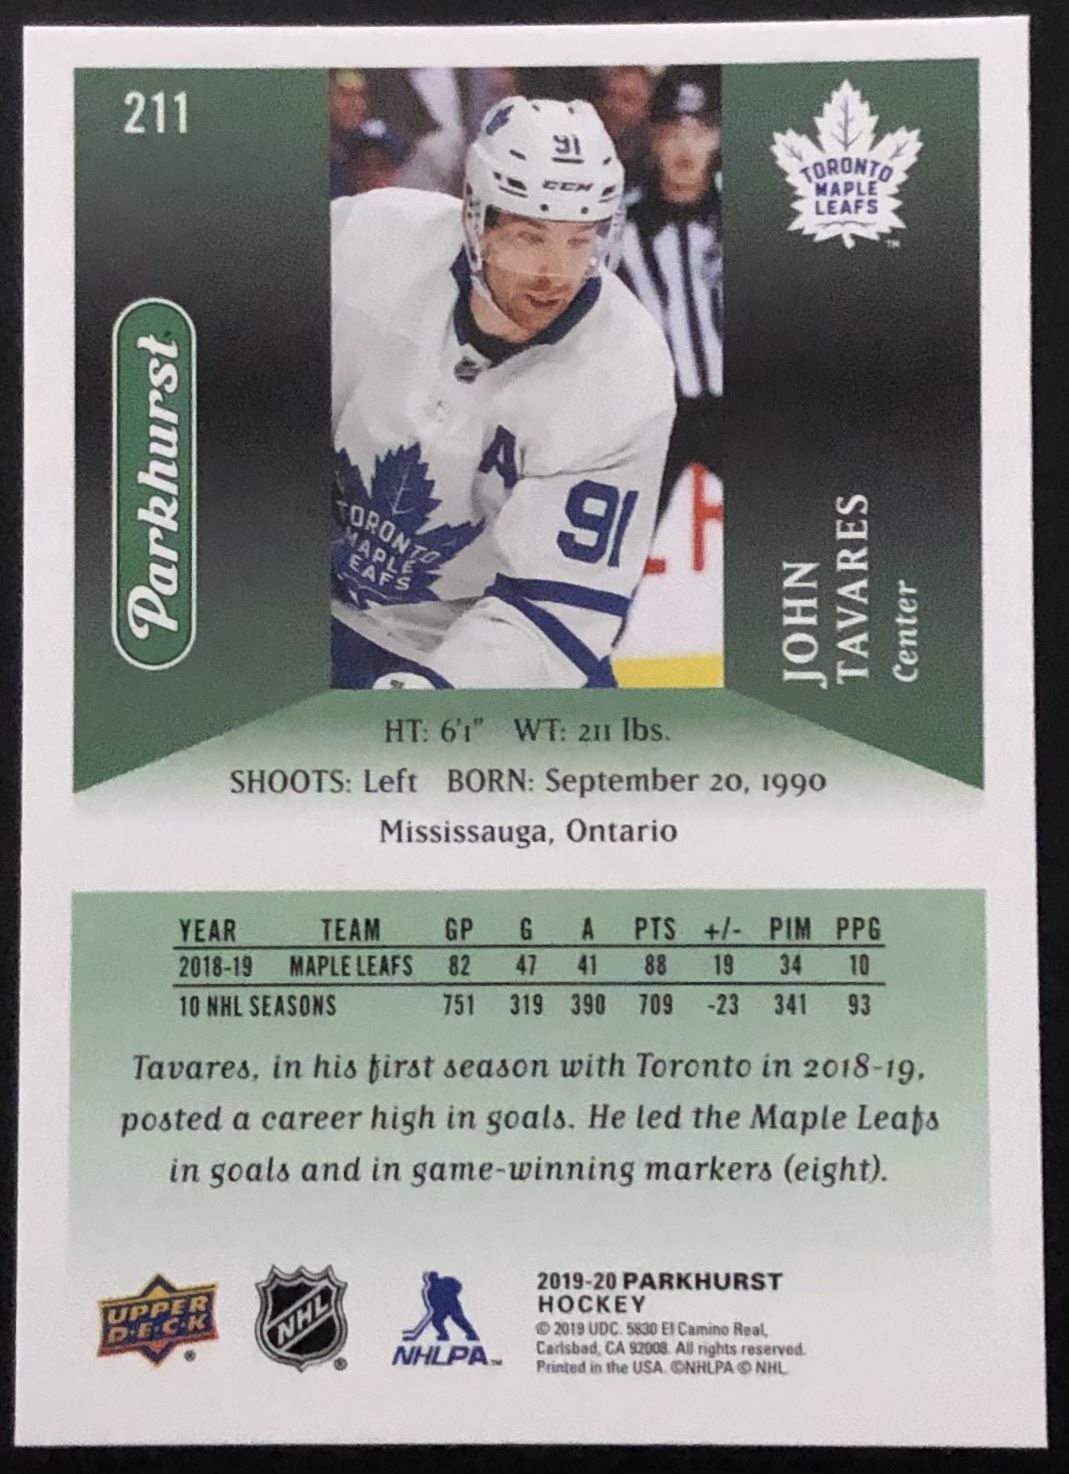 211
91
CCM
TORONTO
MAPLE
LEAFS
™
Parkhurst
A
91
TORONTO
MAPLE
LEAFS
JOHN
TAVARES
Center
HT: 6'1" WT: 211 lbs.
SHOOTS: Left BORN: September 20, 1990
Mississauga, Ontario
YEAR TEAM GP G A PTS +/- PIM PPG
2018-19 MAPLE LEAFS 82 47 41 88 19 34 10
10 NHL SEASONS 751 319 390 709 -23 341 93
Tavares, in his first season with Toronto in 2018-19,
posted a career high in goals. He led the Maple Leafs
in goals and in game-winning markers (eight).
UPPER
D•E•C•K
®
NHL
®
NHLPA™
2019-20 PARKHURST
HOCKEY
© 2019 UDC. 5830 El Camino Real,
Carlsbad, CA 92008. All rights reserved.
Printed in the USA. ©NHLPA © NHL